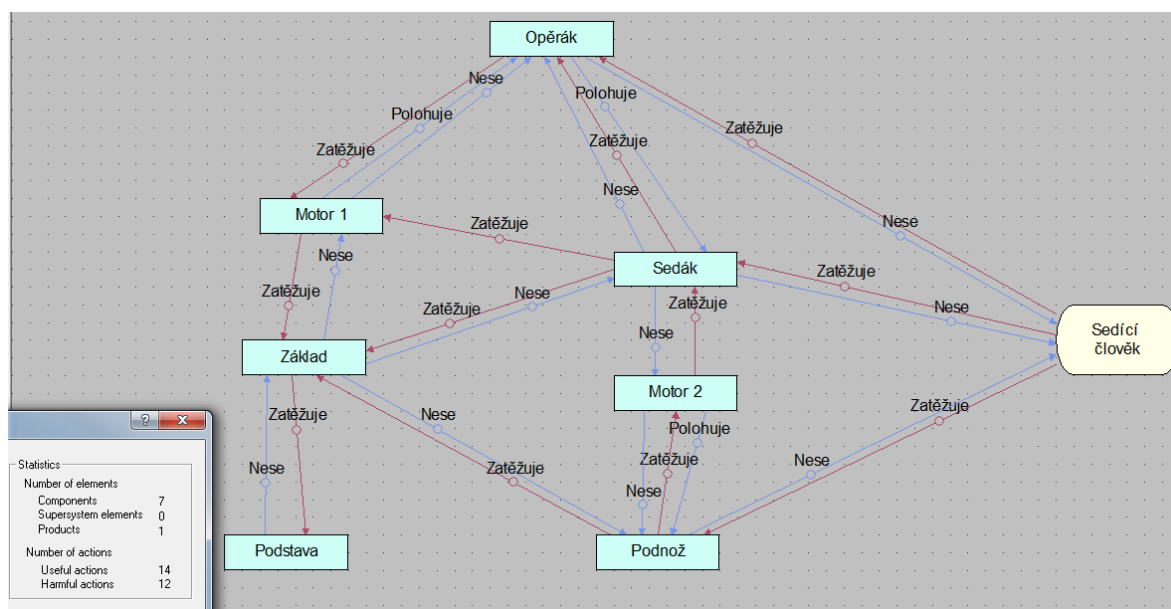 Opěrák
Nese
Polohuje
Polohuje
Zatěžuje
Zatěžuje
Zatěžuje
Nese
Motor 1
Nese
Zatěžuje
Nese
Sedák
Zatěžuje
Zatěžuje
Nese
Zatěžuje
Zatěžuje
Nese
Sedící
člověk
Nese
Základ
Motor 2
Zatěžuje
Zatěžuje
Nese
Polohuje
Nese
Zatěžuje
Zatěžuje
Nese
Nese
Podstava
Podnož
? X
Statistics
Number of elements
Components 7
Supersystem elements 0
Products 1
Number of actions
Useful actions 14
Harmful actions 12